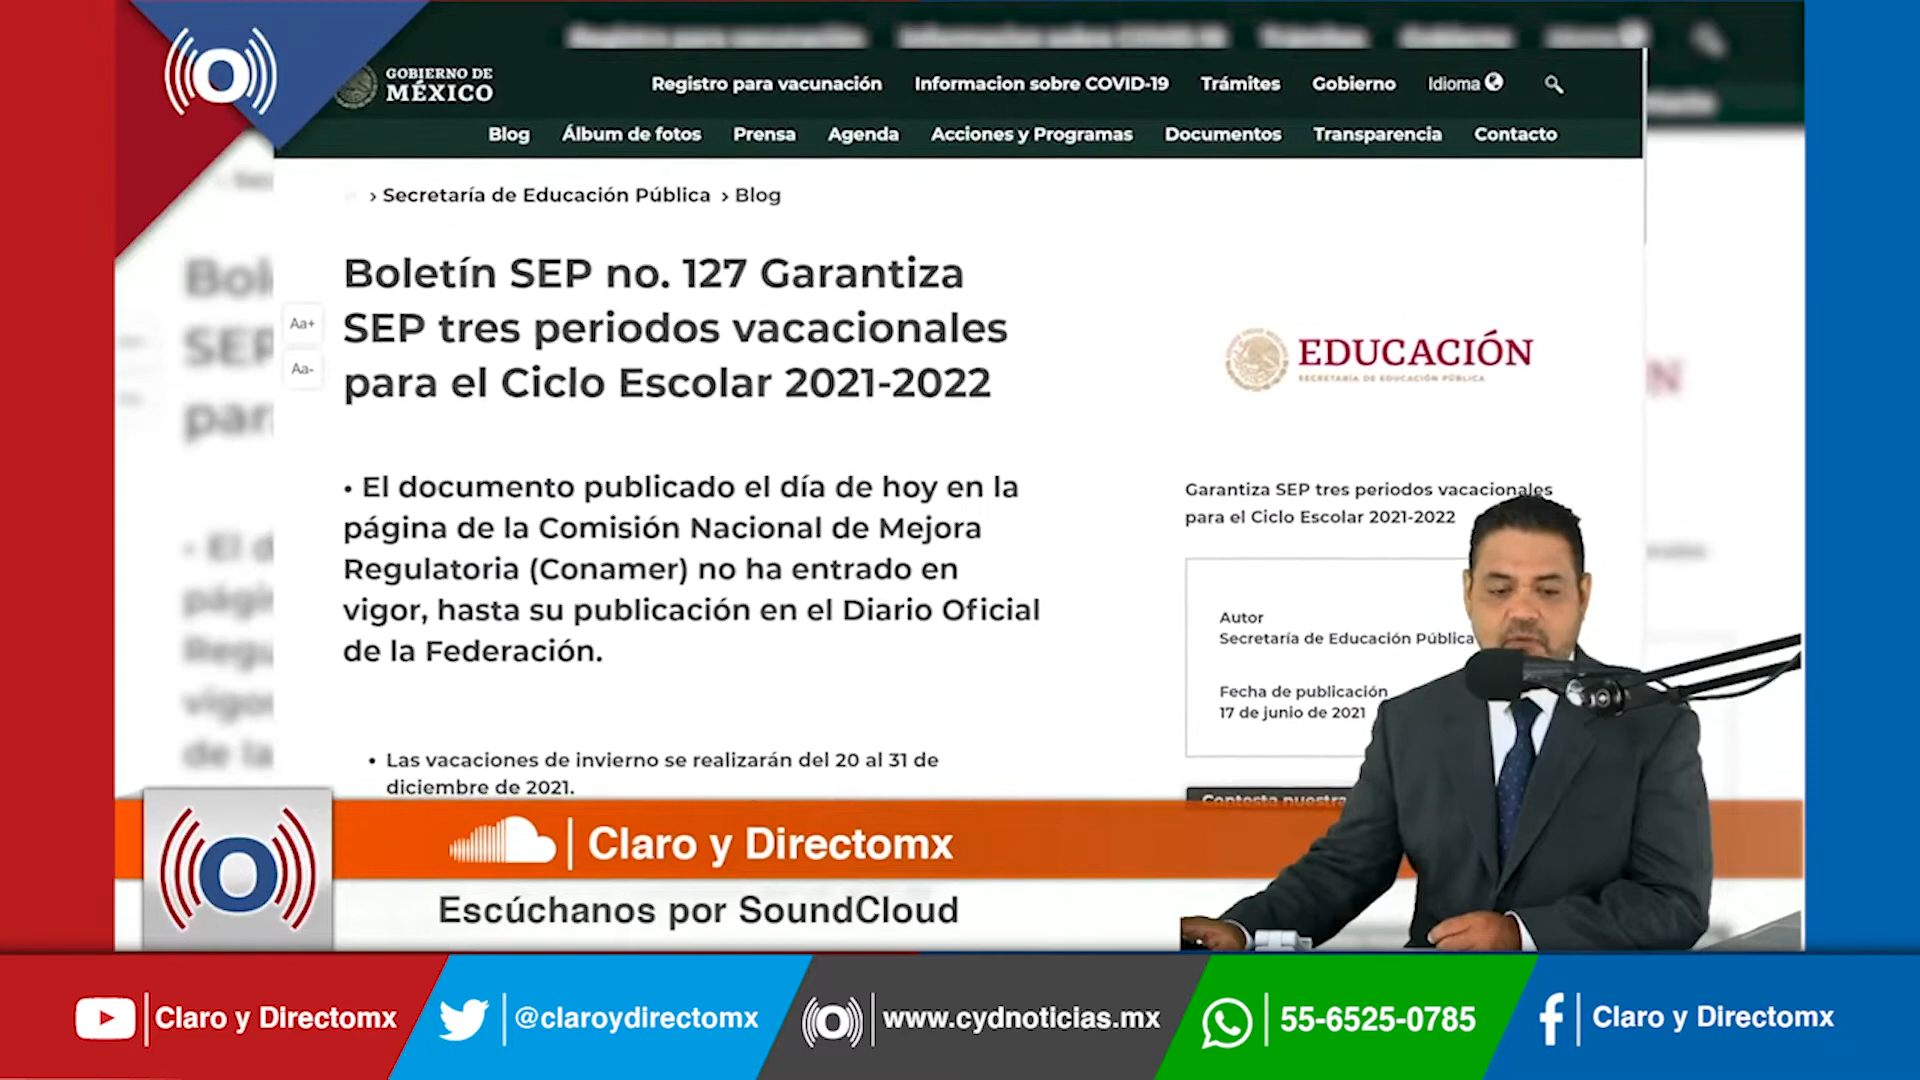 GOBIERNO DE
MÉXICO
Registro para vacunación
Informacion sobre COVID-19
Trámites
Gobierno
Idioma
Blog
Álbum de fotos
Prensa
Agenda
Acciones y Programas
Documentos
Transparencia
Contacto
› Secretaría de Educación Pública › Blog
Boletín SEP no. 127 Garantiza
SEP tres periodos vacacionales
para el Ciclo Escolar 2021-2022
Aa+
Aa-
EDUCACIÓN
SECRETARÍA DE EDUCACIÓN PÚBLICA
• El documento publicado el día de hoy en la
página de la Comisión Nacional de Mejora
Regulatoria (Conamer) no ha entrado en
vigor, hasta su publicación en el Diario Oficial
de la Federación.
Garantiza SEP tres periodos vacacionales
para el Ciclo Escolar 2021-2022
Autor
Secretaría de Educación Pública
Fecha de publicación
17 de junio de 2021
• Las vacaciones de invierno se realizarán del 20 al 31 de
diciembre de 2021.
Contesta nuestra
Claro y Directomx
Escúchanos por SoundCloud
Claro y Directomx
@claroydirectomx
www.cydnoticias.mx
55-6525-0785
Claro y Directomx